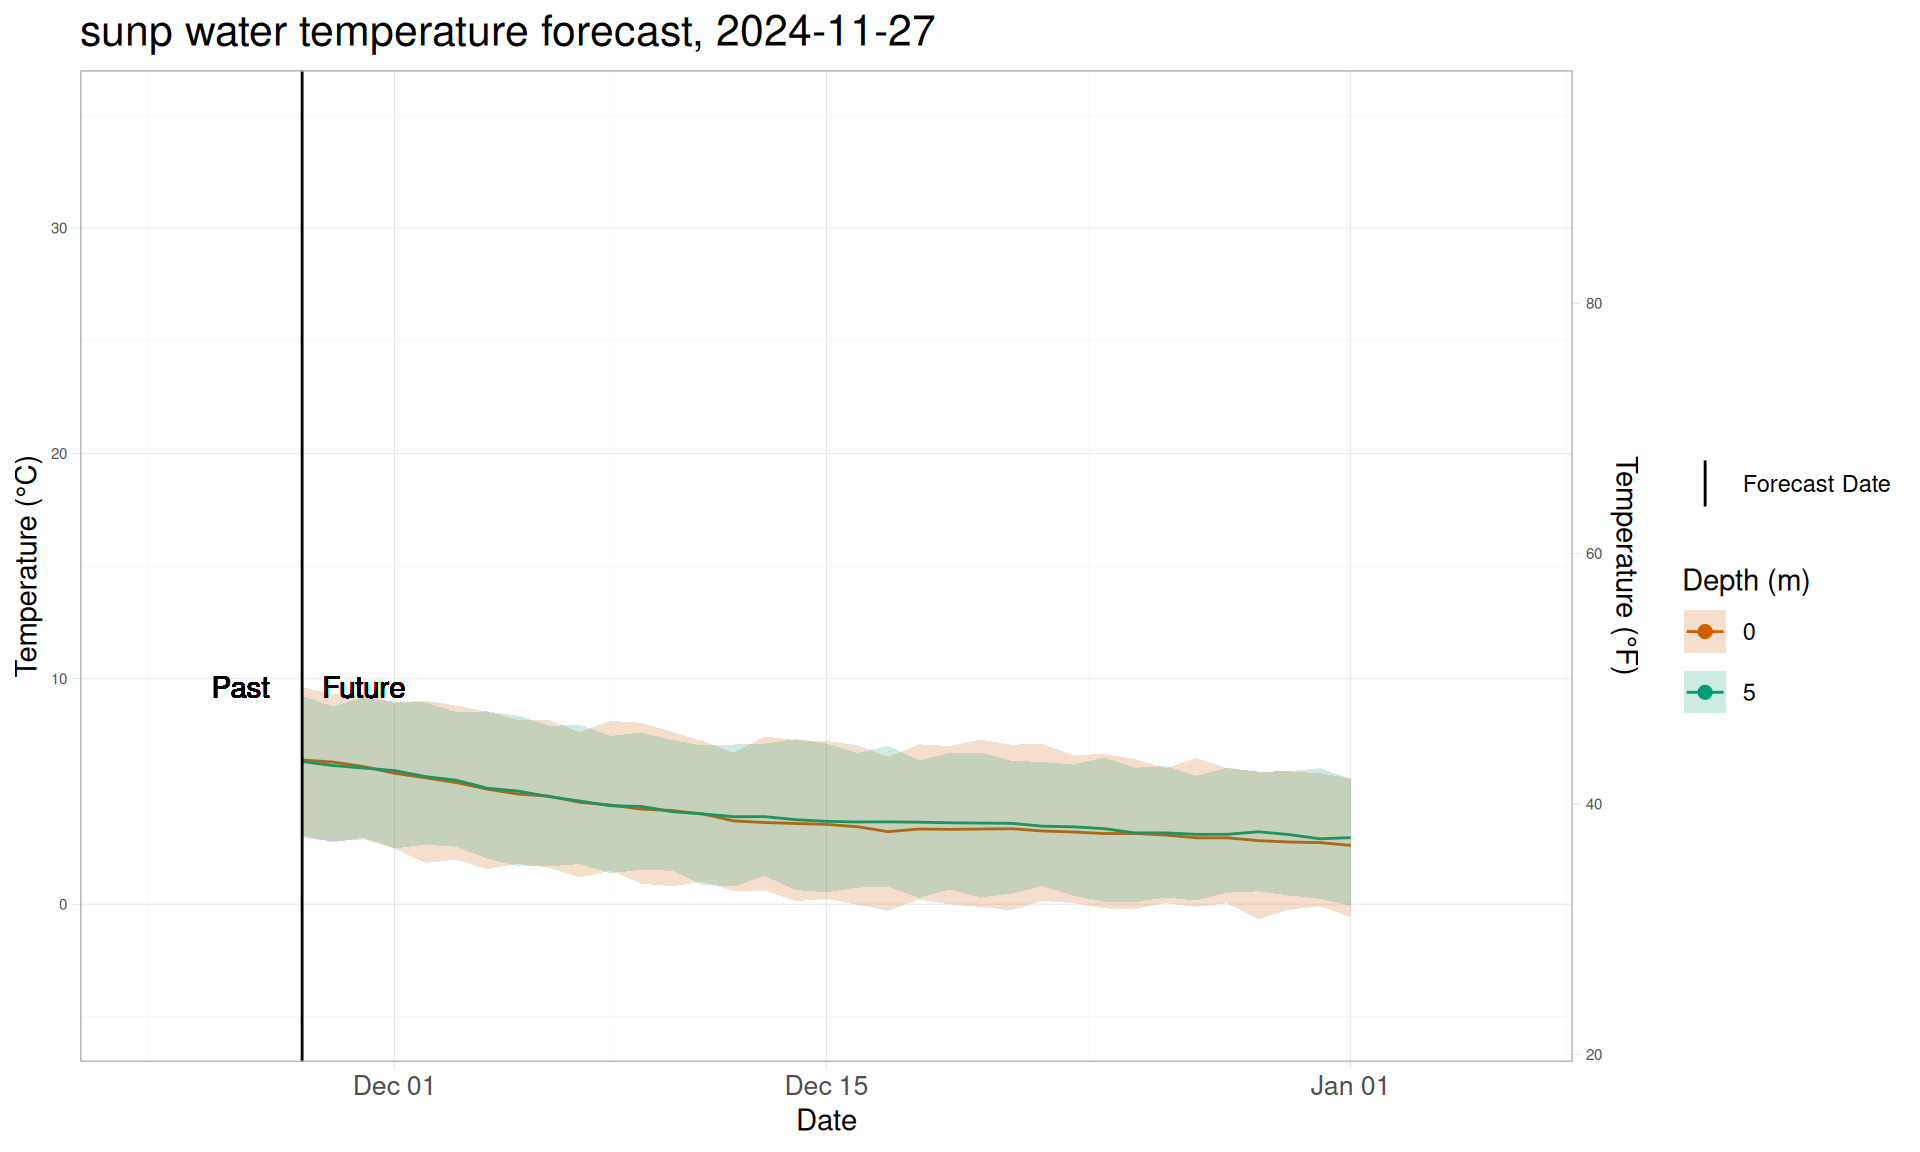 sunp water temperature forecast, 2024-11-27
30
20
10
0
Temperature (°C)
Past
Future
80
60
40
20
Temperature (°F)
Dec 01
Dec 15
Jan 01
Date
Forecast Date
Depth (m)
0
5